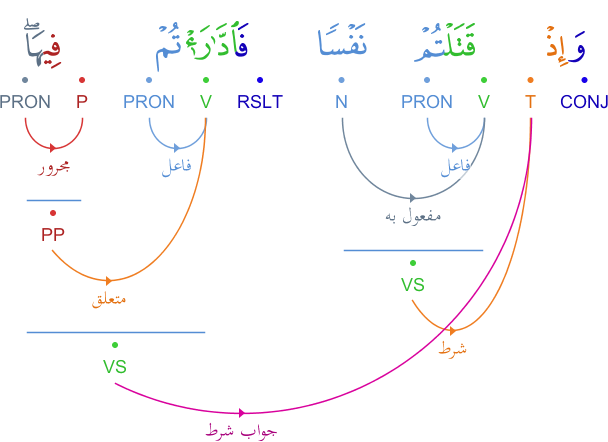 وَإِذْ قَتَلْتُمْ نَفْسًا فَٱدَّٰرَْٰٔتُمْ فِيهَا ۖ
CONJ T V PRON N RSLT V PRON P PRON
فاعل فاعل مجرور
مفعول به
PP
VS
متعلق
شرط
VS
جواب شرط